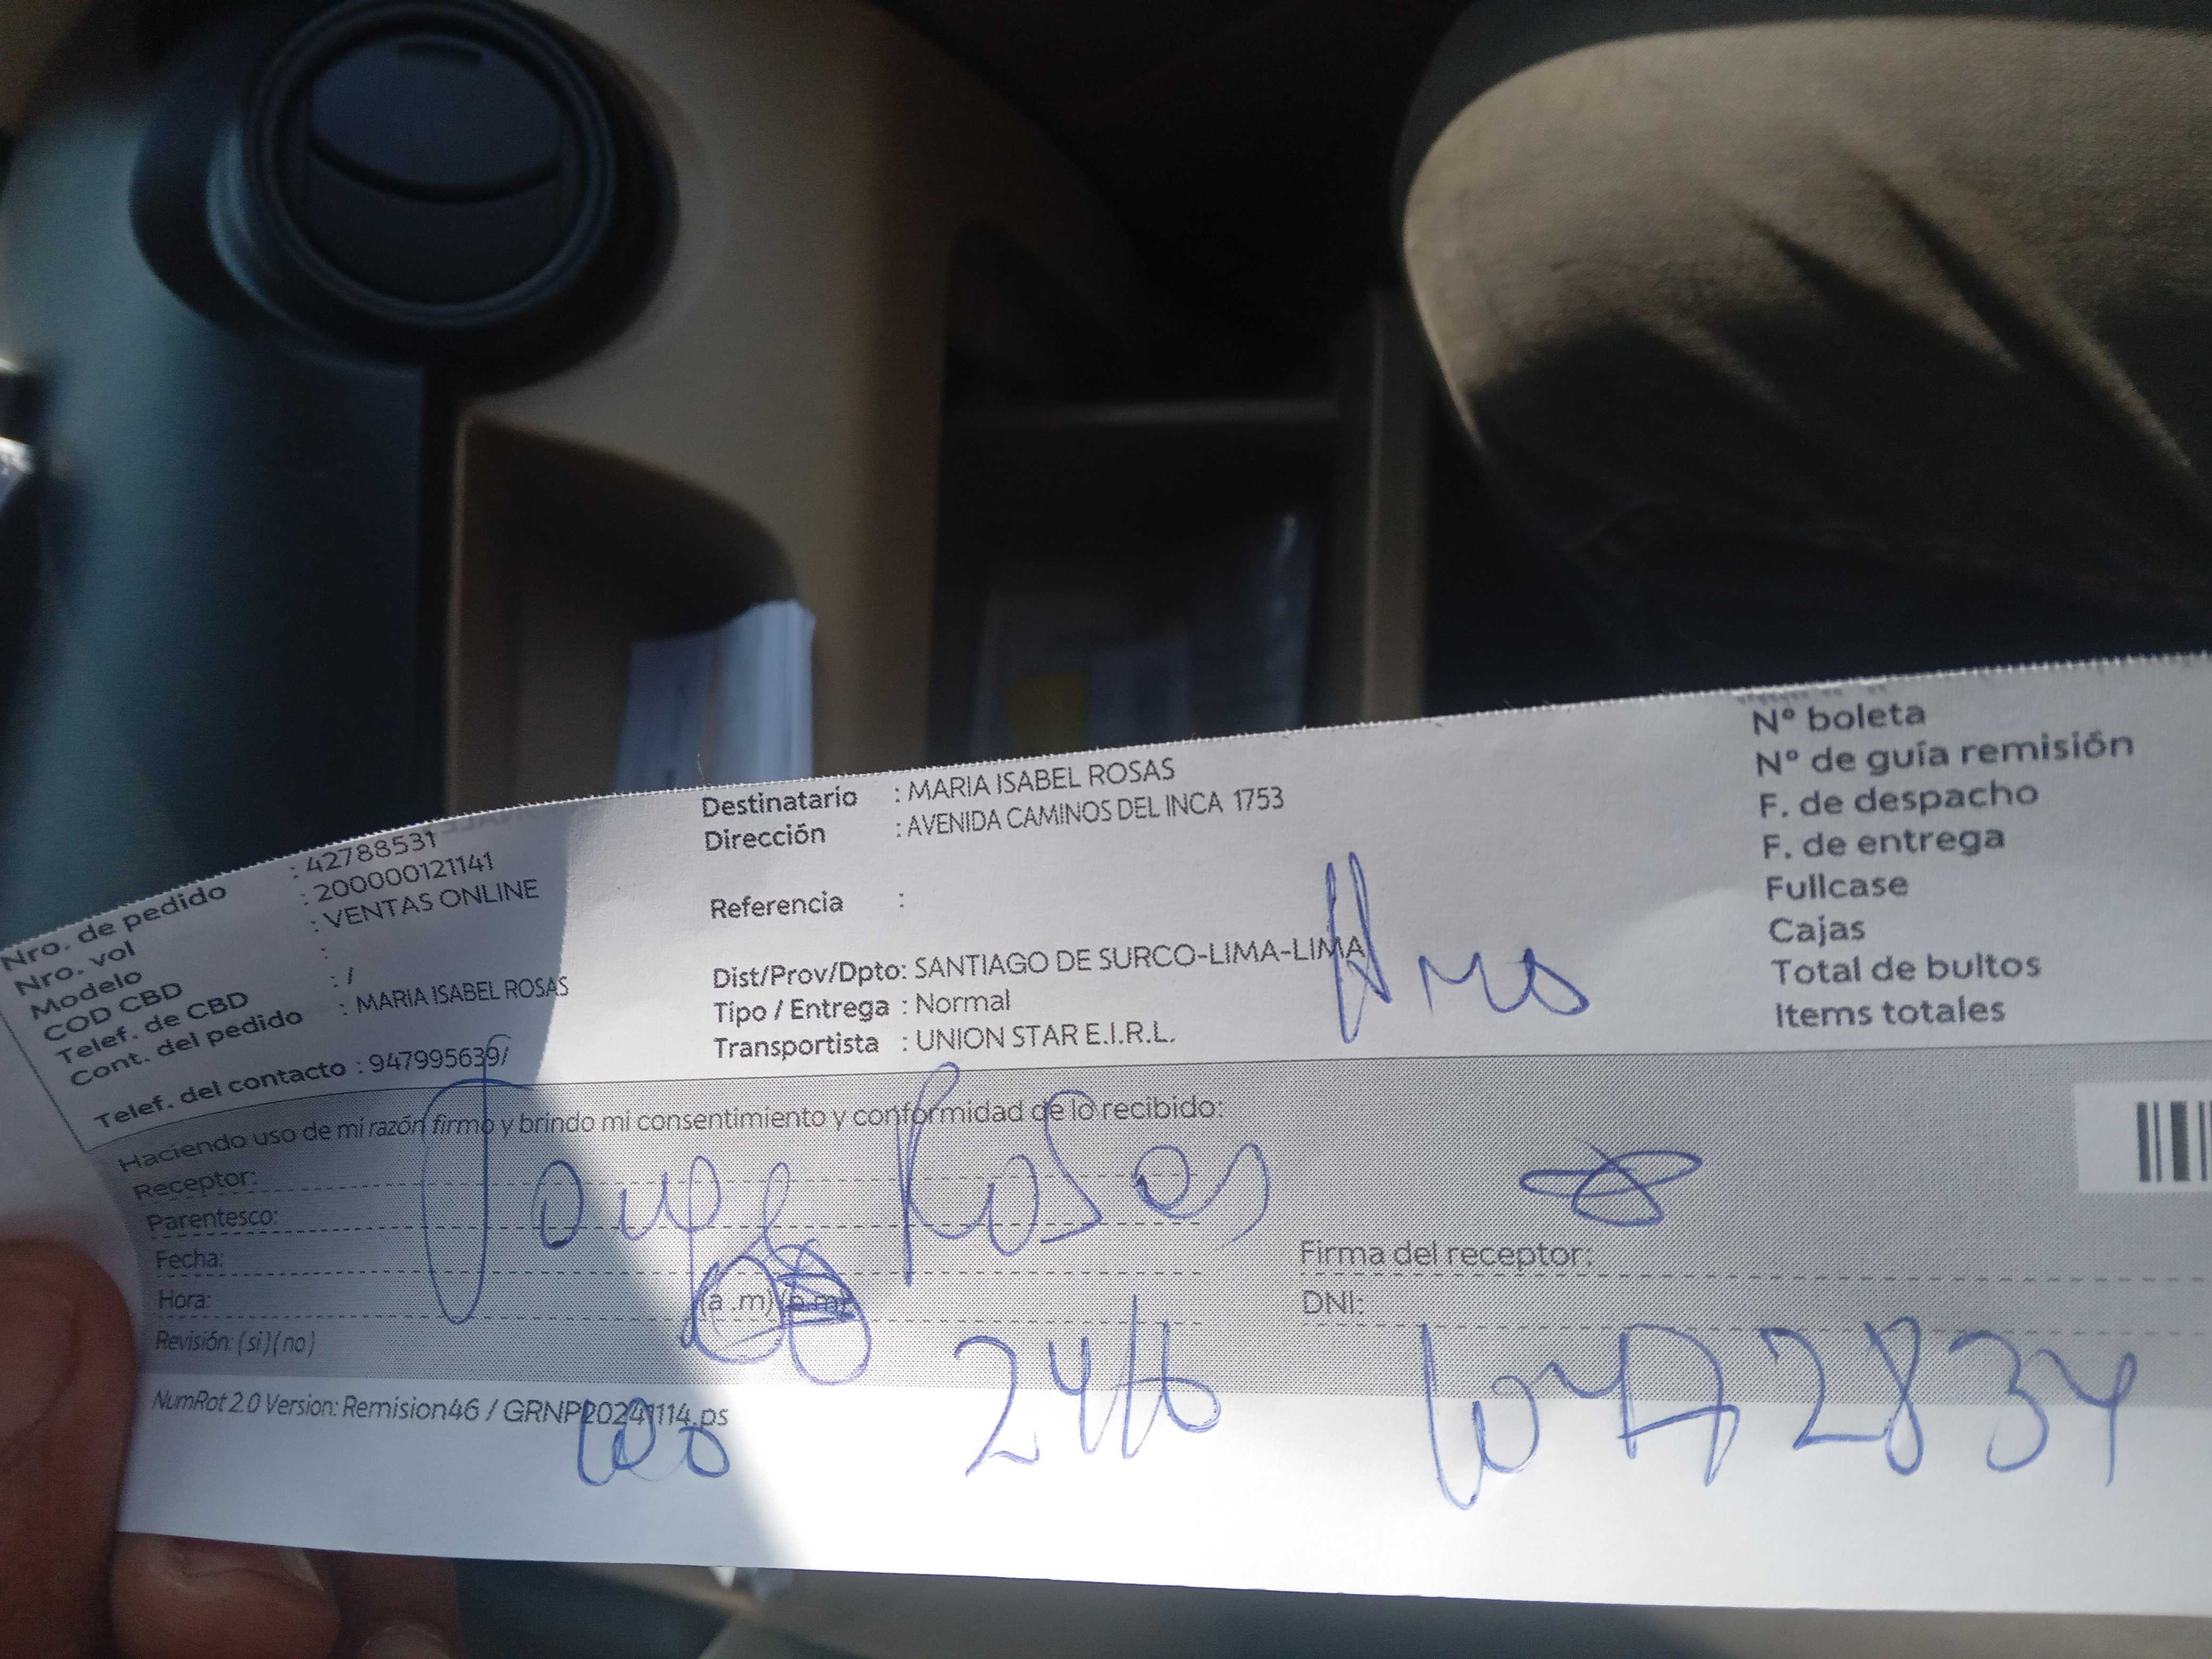 Nro. de pedido : 42788531
Nro. vol : 200000121141
Modelo : VENTAS ONLINE
COD CBD :
Telef. de CBD : /
Cont. del pedido : MARIA ISABEL ROSAS
Telef. del contacto : 947995639/
Destinatario : MARIA ISABEL ROSAS
Dirección : AVENIDA CAMINOS DEL INCA 1753
Referencia :
Dist/Prov/Dpto: SANTIAGO DE SURCO-LIMA-LIMA
Tipo / Entrega : Normal
Transportista : UNION STAR E.I.R.L.
N° boleta
N° de guía remisión
F. de despacho
F. de entrega
Fullcase
Cajas
Total de bultos
Items totales
Haciendo uso de mi razón firmo y brindo mi consentimiento y conformidad de lo recibido:
Receptor:
Rosas
Parentesco:
Fecha:
Hora: (a .m)
Revisión: (si)(no)
Firma del receptor:
DNI:
NumRot 2.0 Version: Remision46 / GRNP20241114.ps